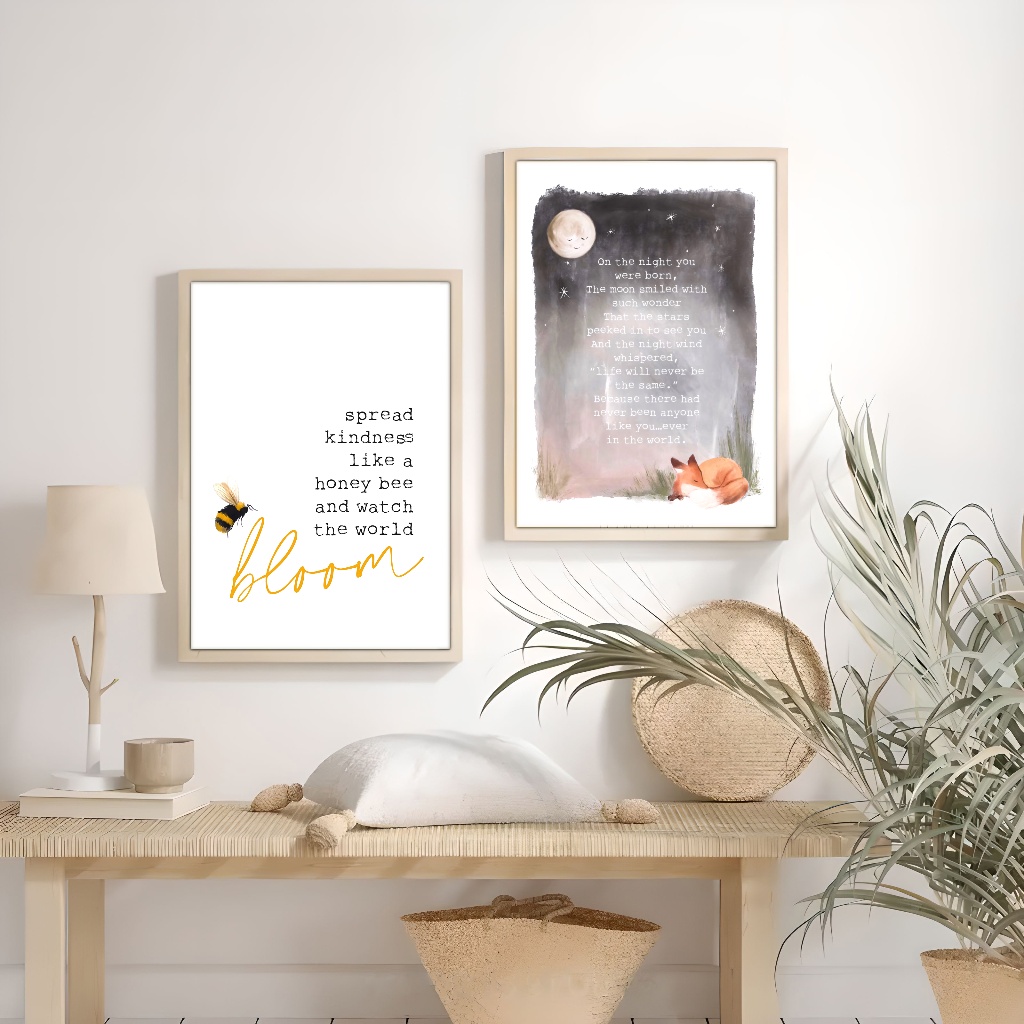 spread
kindness
like a
honey bee
and watch
the world
bloom
On the night you
were born,
The moon smiled with
such wonder
That the stars
peeked in to see you
And the night wind
whispered,
"life will never be
the same."
Because there had
never been anyone
like you...ever
in the world.